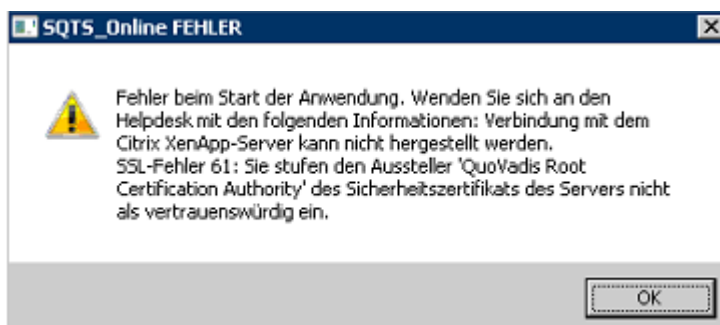 SQTS_Online FEHLER
Fehler beim Start der Anwendung. Wenden Sie sich an den
Helpdesk mit den folgenden Informationen: Verbindung mit dem
Citrix XenApp-Server kann nicht hergestellt werden.
SSL-Fehler 61: Sie stufen den Aussteller 'QuoVadis Root
Certification Authority' des Sicherheitszertifikats des Servers nicht
als vertrauenswürdig ein.
OK